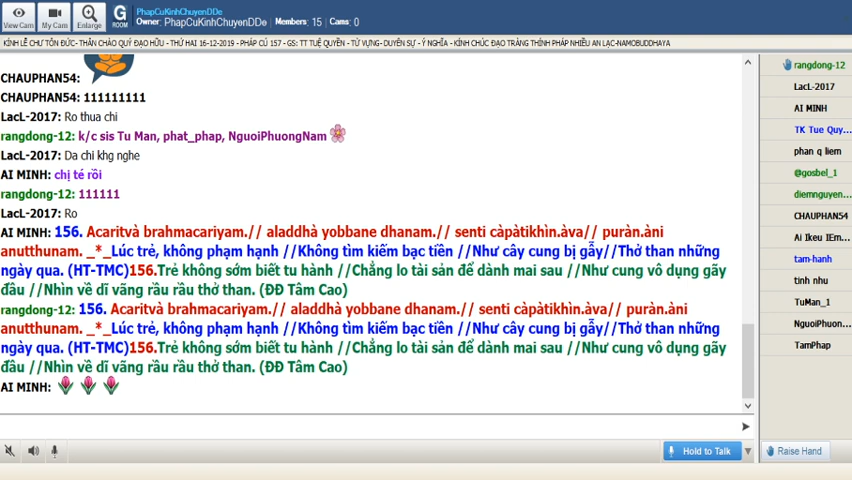 View Cam
My Cam
Enlarge
G
ROOM
PhapCuKinhChuyenDDe
Owner: PhapCuKinhChuyenDDe Members: 15 Cams: 0
KÍNH LỄ CHƯ TÔN ĐỨC- THÂN CHÀO QUÝ ĐẠO HỮU - THỨ HAI 16-12-2019 - PHÁP CÚ 157 - GS: TT TUỆ QUYỀN - TỪ VỰNG- DUYÊN SỰ - Ý NGHĨA - KÍNH CHÚC ĐẠO TRÀNG THÍNH PHÁP NHIỀU AN LẠC-NAMOBUDDHAYA
CHAUPHAN54:
CHAUPHAN54: 111111111
LacL-2017: Ro thua chi
rangdong-12: k/c sis Tu Man, phat_phap, NguoiPhuongNam
LacL-2017: Da chi khg nghe
AI MINH: chị té rồi
rangdong-12: 111111
LacL-2017: Ro
AI MINH: 156. Acaritvà brahmacariyam.// aladdhà yobbane dhanam.// senti càpàtikhìn.àva// puràn.àni
anutthunam. _*_Lúc trẻ, không phạm hạnh //Không tìm kiếm bạc tiền //Như cây cung bị gẫy//Thở than những
ngày qua. (HT-TMC)156.Trẻ không sớm biết tu hành //Chẳng lo tài sản để dành mai sau //Như cung vô dụng gãy
đầu //Nhìn về dĩ vãng rầu rầu thở than. (ĐĐ Tâm Cao)
rangdong-12: 156. Acaritvà brahmacariyam.// aladdhà yobbane dhanam.// senti càpàtikhìn.àva// puràn.àni
anutthunam. _*_Lúc trẻ, không phạm hạnh //Không tìm kiếm bạc tiền //Như cây cung bị gẫy//Thở than những
ngày qua. (HT-TMC)156.Trẻ không sớm biết tu hành //Chẳng lo tài sản để dành mai sau //Như cung vô dụng gãy
đầu //Nhìn về dĩ vãng rầu rầu thở than. (ĐĐ Tâm Cao)
AI MINH:
Hold to Talk
rangdong-12
LacL-2017
AI MINH
TK Tue Quy...
phan q liem
@gosbel_1
diemnguyen...
CHAUPHAN54
Ai Ikeu IEm...
tam-hanh
tinh nhu
TuMan_1
NguoiPhuon...
TamPhap
Raise Hand